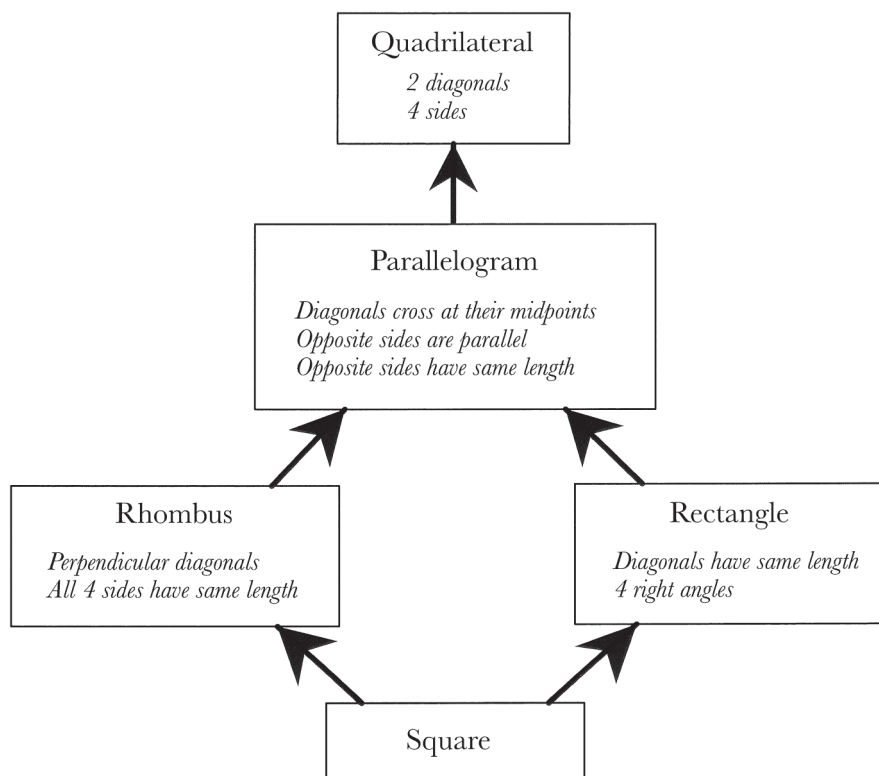 Quadrilateral
2 diagonals
4 sides
Parallelogram
Diagonals cross at their midpoints
Opposite sides are parallel
Opposite sides have same length
Rhombus
Perpendicular diagonals
All 4 sides have same length
Rectangle
Diagonals have same length
4 right angles
Square